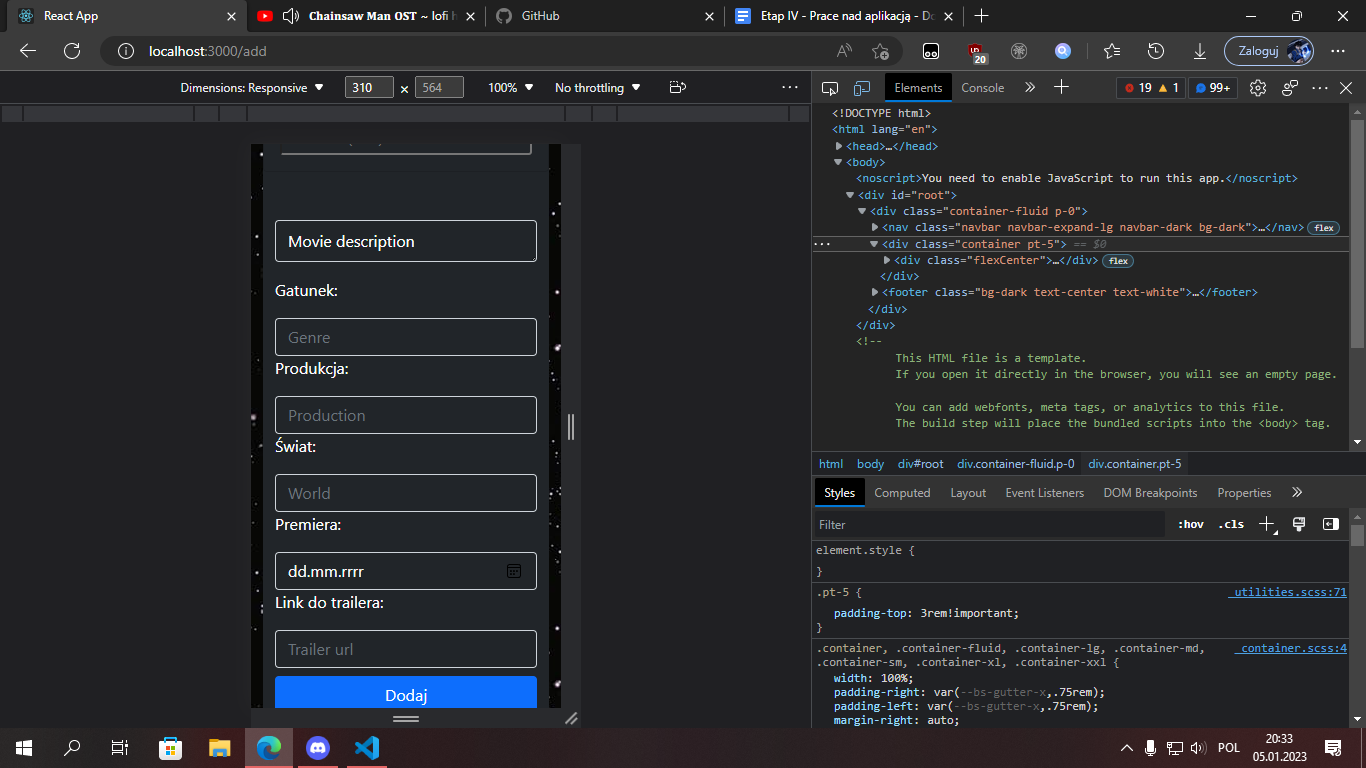 React App
Chainsaw Man OST ~ lofi h
GitHub
Etap IV - Prace nad aplikacją - Do
localhost:3000/add
20
Zaloguj
Dimensions: Responsive
310 × 564
100%
No throttling
Elements
Console
19
1
99+
<!DOCTYPE html>
<html lang="en">
<head>…</head>
<body>
<noscript>You need to enable JavaScript to run this app.</noscript>
<div id="root">
<div class="container-fluid p-0">
<nav class="navbar navbar-expand-lg navbar-dark bg-dark">…</nav> flex
<div class="container pt-5"> == $0
<div class="flexCenter">…</div> flex
</div>
<footer class="bg-dark text-center text-white">…</footer>
</div>
</div>
<!--
This HTML file is a template.
If you open it directly in the browser, you will see an empty page.
You can add webfonts, meta tags, or analytics to this file.
The build step will place the bundled scripts into the <body> tag.
html body div#root div.container-fluid.p-0 div.container.pt-5
Styles Computed Layout Event Listeners DOM Breakpoints Properties
Filter
:hov .cls
element.style {
}
.pt-5 {
_utilities.scss:71
padding-top: 3rem!important;
}
.container, .container-fluid, .container-lg, .container-md,
_container.scss:4
.container-sm, .container-xl, .container-xxl {
width: 100%;
padding-right: var(--bs-gutter-x,.75rem);
padding-left: var(--bs-gutter-x,.75rem);
margin-right: auto;
Movie description
Gatunek:
Genre
Produkcja:
Production
Świat:
World
Premiera:
dd.mm.rrrr
Link do trailera:
Trailer url
Dodaj
POL
20:33
05.01.2023